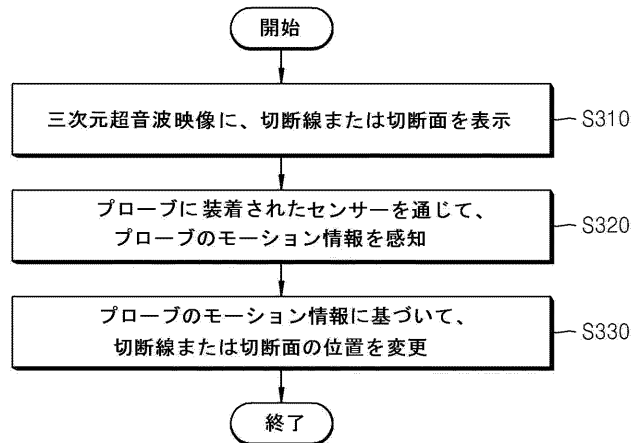 開始
三次元超音波映像に、切断線または切断面を表示
S310
プローブに装着されたセンサーを通じて、
プローブのモーション情報を感知
S320
プローブのモーション情報に基づいて、
切断線または切断面の位置を変更
S330
終了